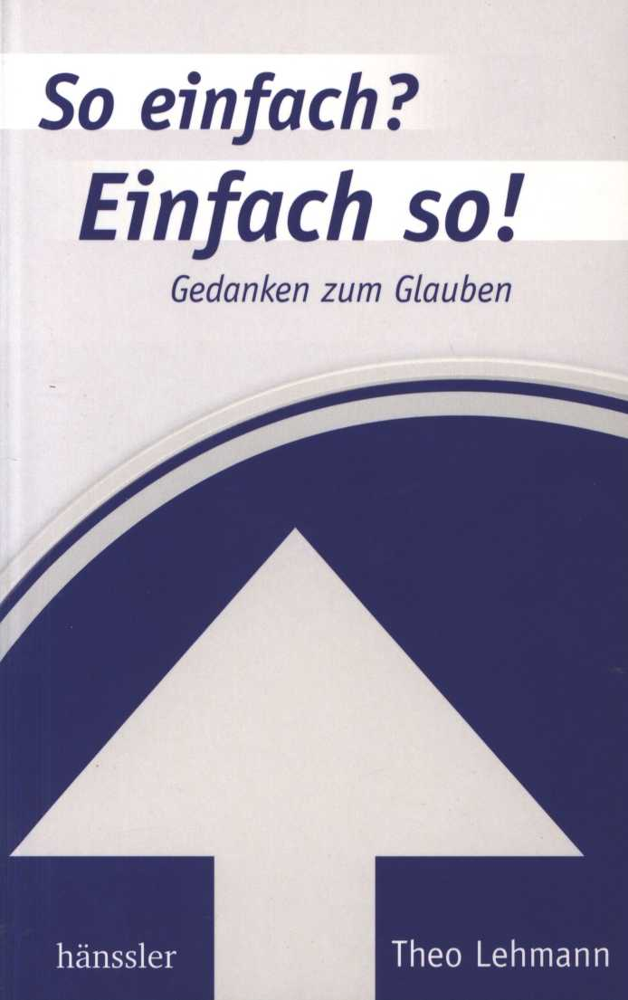 So einfach?
Einfach so!
Gedanken zum Glauben
hänssler
Theo Lehmann